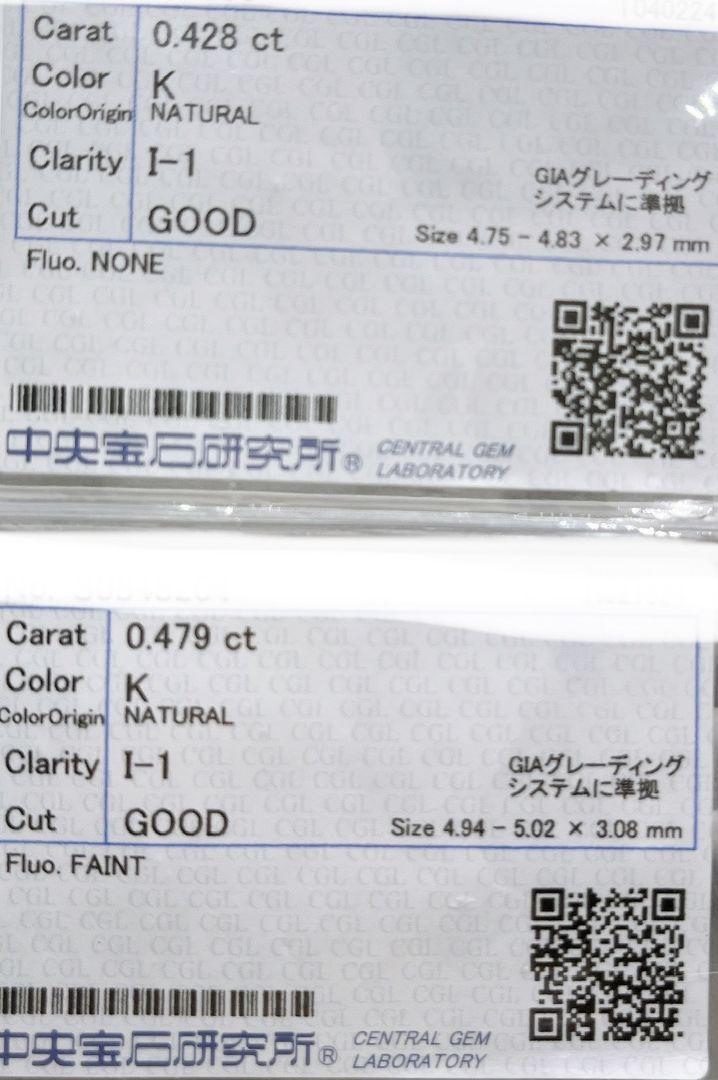 1040224
Carat 0.428 ct
Color K
ColorOrigin NATURAL
Clarity I-1
Cut GOOD
GIAグレーディング
システムに準拠
Size 4.75 - 4.83 × 2.97 mm
Fluo. NONE
中央宝石研究所® CENTRAL GEM
LABORATORY
Carat 0.479 ct
Color K
ColorOrigin NATURAL
Clarity I-1
Cut GOOD
GIAグレーディング
システムに準拠
Size 4.94 - 5.02 × 3.08 mm
Fluo. FAINT
中央宝石研究所® CENTRAL GEM
LABORATORY